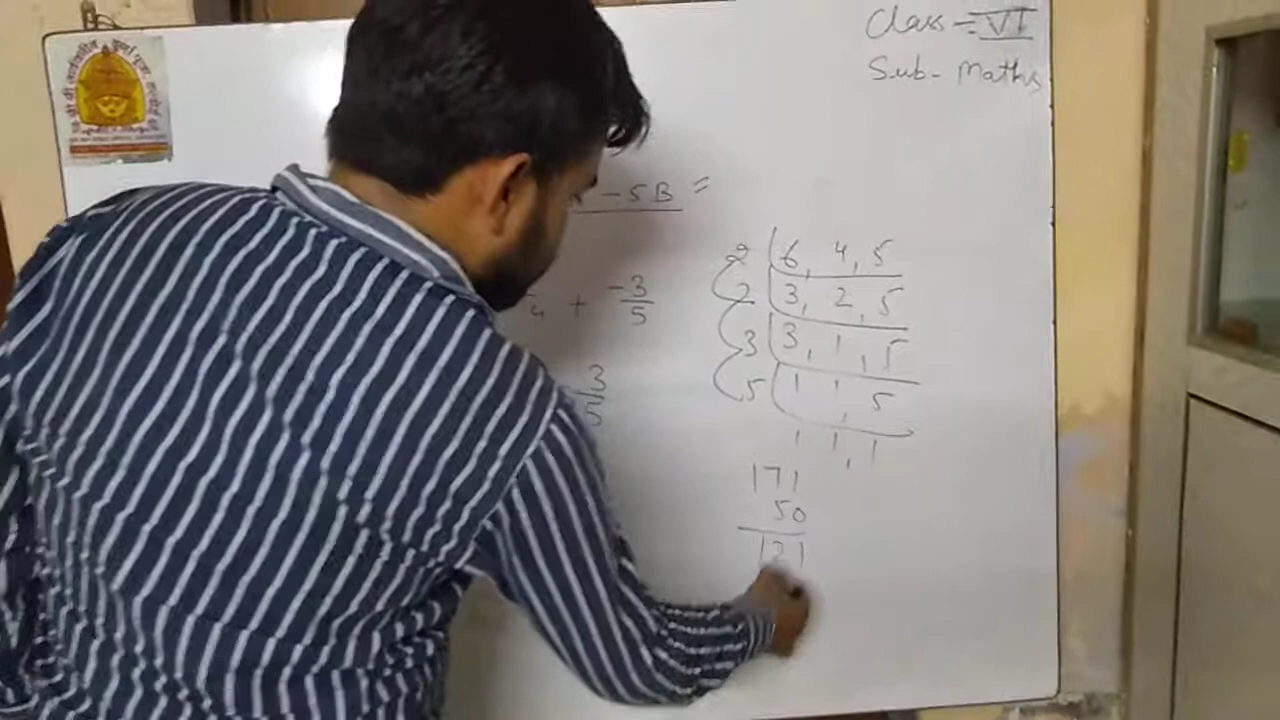 Class - VI
Sub- Maths
- 5B =
+ -3/5
3/5
2 | 6, 4, 5
2 | 3, 2, 5
3 | 3, 1, 5
5 | 1 1, 5
1 1, 1
171
50
121